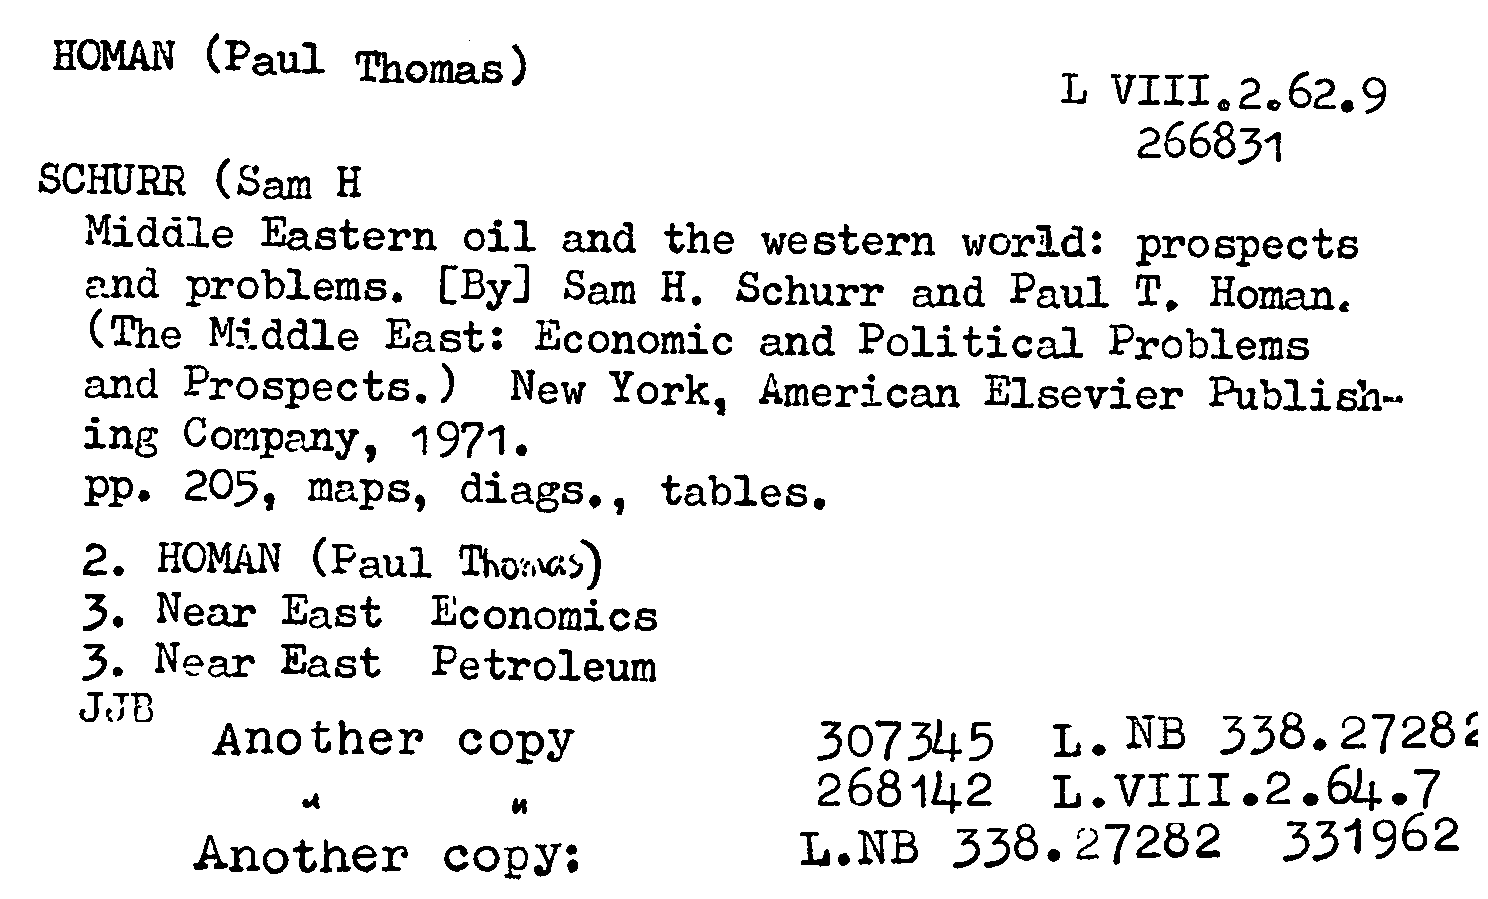 HOMAN (Paul Thomas)
L VIII.2.62.9
266831
SCHURR (Sam H
Middle Eastern oil and the western world: prospects
and problems. [By] Sam H. Schurr and Paul T. Homan.
(The Middle East: Economic and Political Problems
and Prospects.) New York, American Elsevier Publish-
ing Company, 1971.
pp. 205, maps, diags., tables.
2. HOMAN (Paul Thomas)
3. Near East Economics
3. Near East Petroleum
JJB
Another copy 307345 L. NB 338.27282
" " 268142 L.VIII.2.64.7
Another copy: L.NB 338.27282 331962